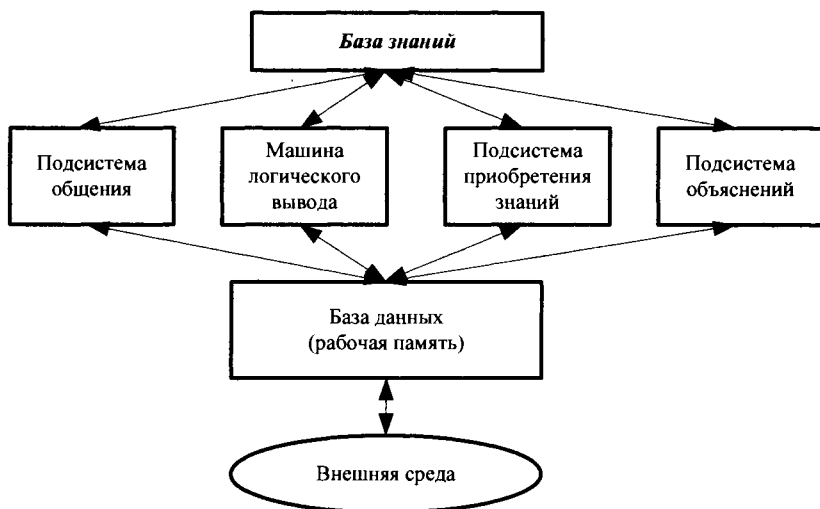 База знаний
Подсистема
общения
Машина
логического
вывода
Подсистема
приобретения
знаний
Подсистема
объяснений
База данных
(рабочая память)
Внешняя среда